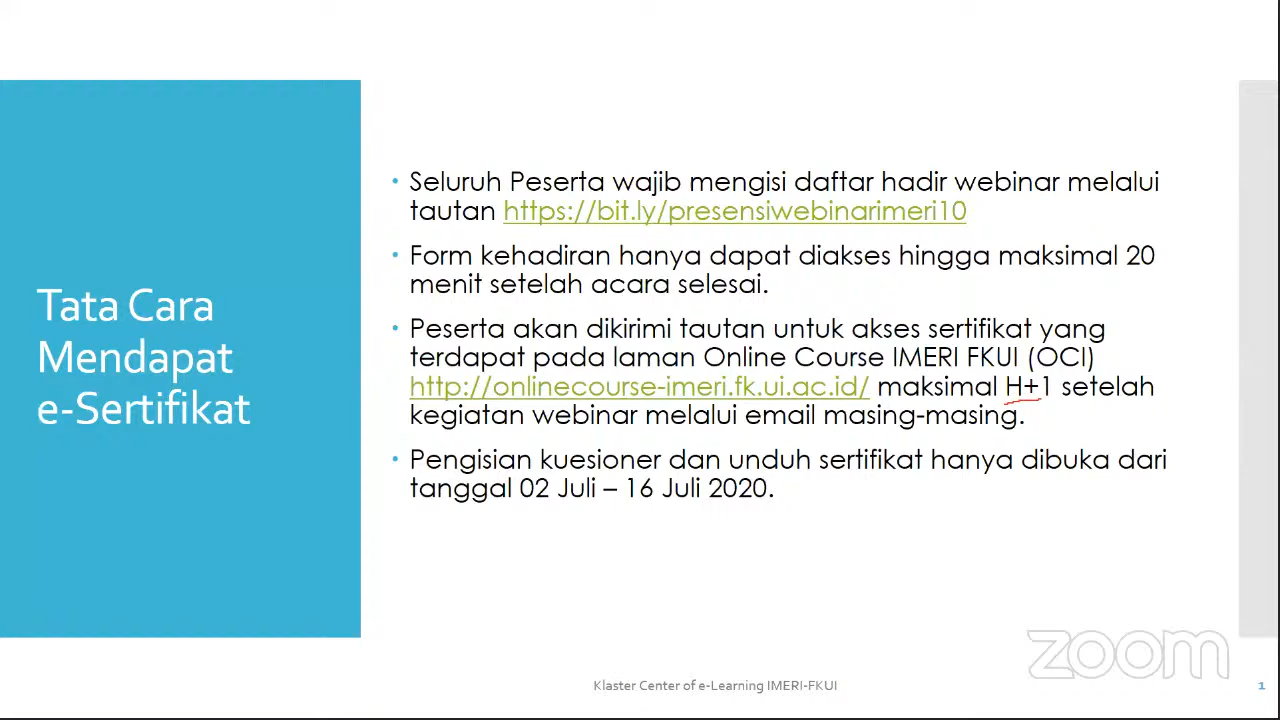 Tata Cara
Mendapat
e-Sertifikat
• Seluruh Peserta wajib mengisi daftar hadir webinar melalui
tautan https://bit.ly/presensiwebinarimeri10
• Form kehadiran hanya dapat diakses hingga maksimal 20
menit setelah acara selesai.
• Peserta akan dikirimi tautan untuk akses sertifikat yang
terdapat pada laman Online Course IMERI FKUI (OCI)
http://onlinecourse-imeri.fk.ui.ac.id/ maksimal H+1 setelah
kegiatan webinar melalui email masing-masing.
• Pengisian kuesioner dan unduh sertifikat hanya dibuka dari
tanggal 02 Juli – 16 Juli 2020.
zoom
Klaster Center of e-Learning IMERI-FKUI
1